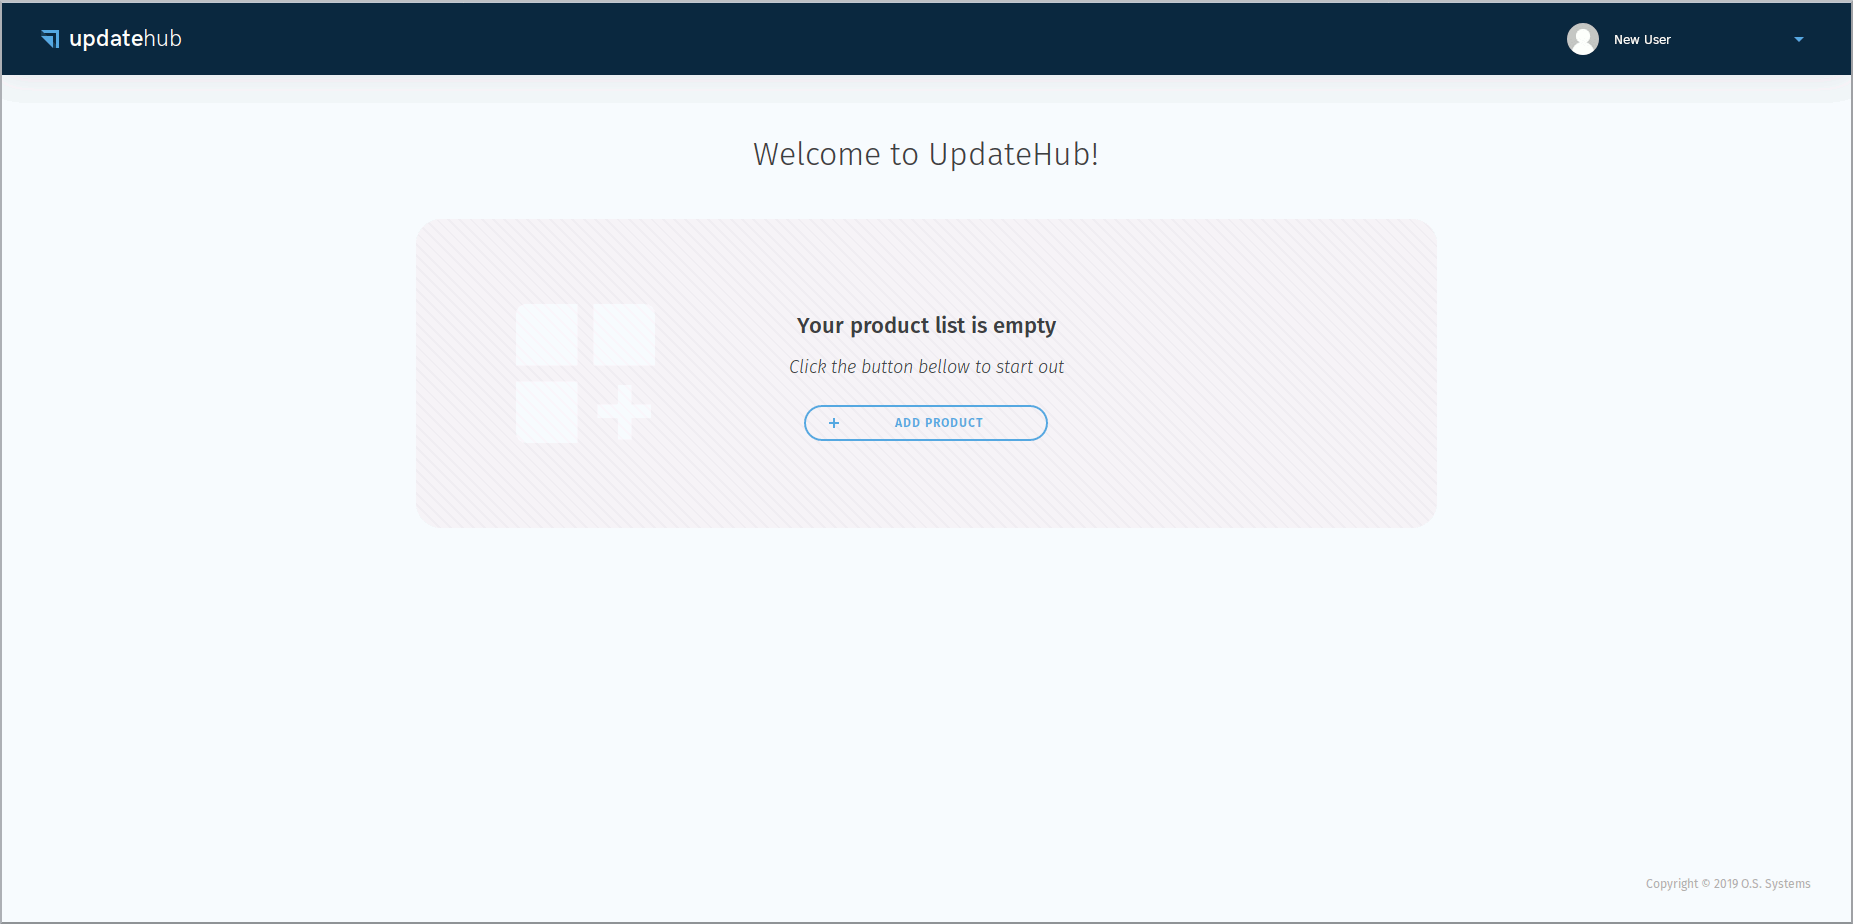 updatehub
New User
Welcome to UpdateHub!
Your product list is empty
Click the button bellow to start out
+ ADD PRODUCT
Copyright © 2019 O.S. Systems